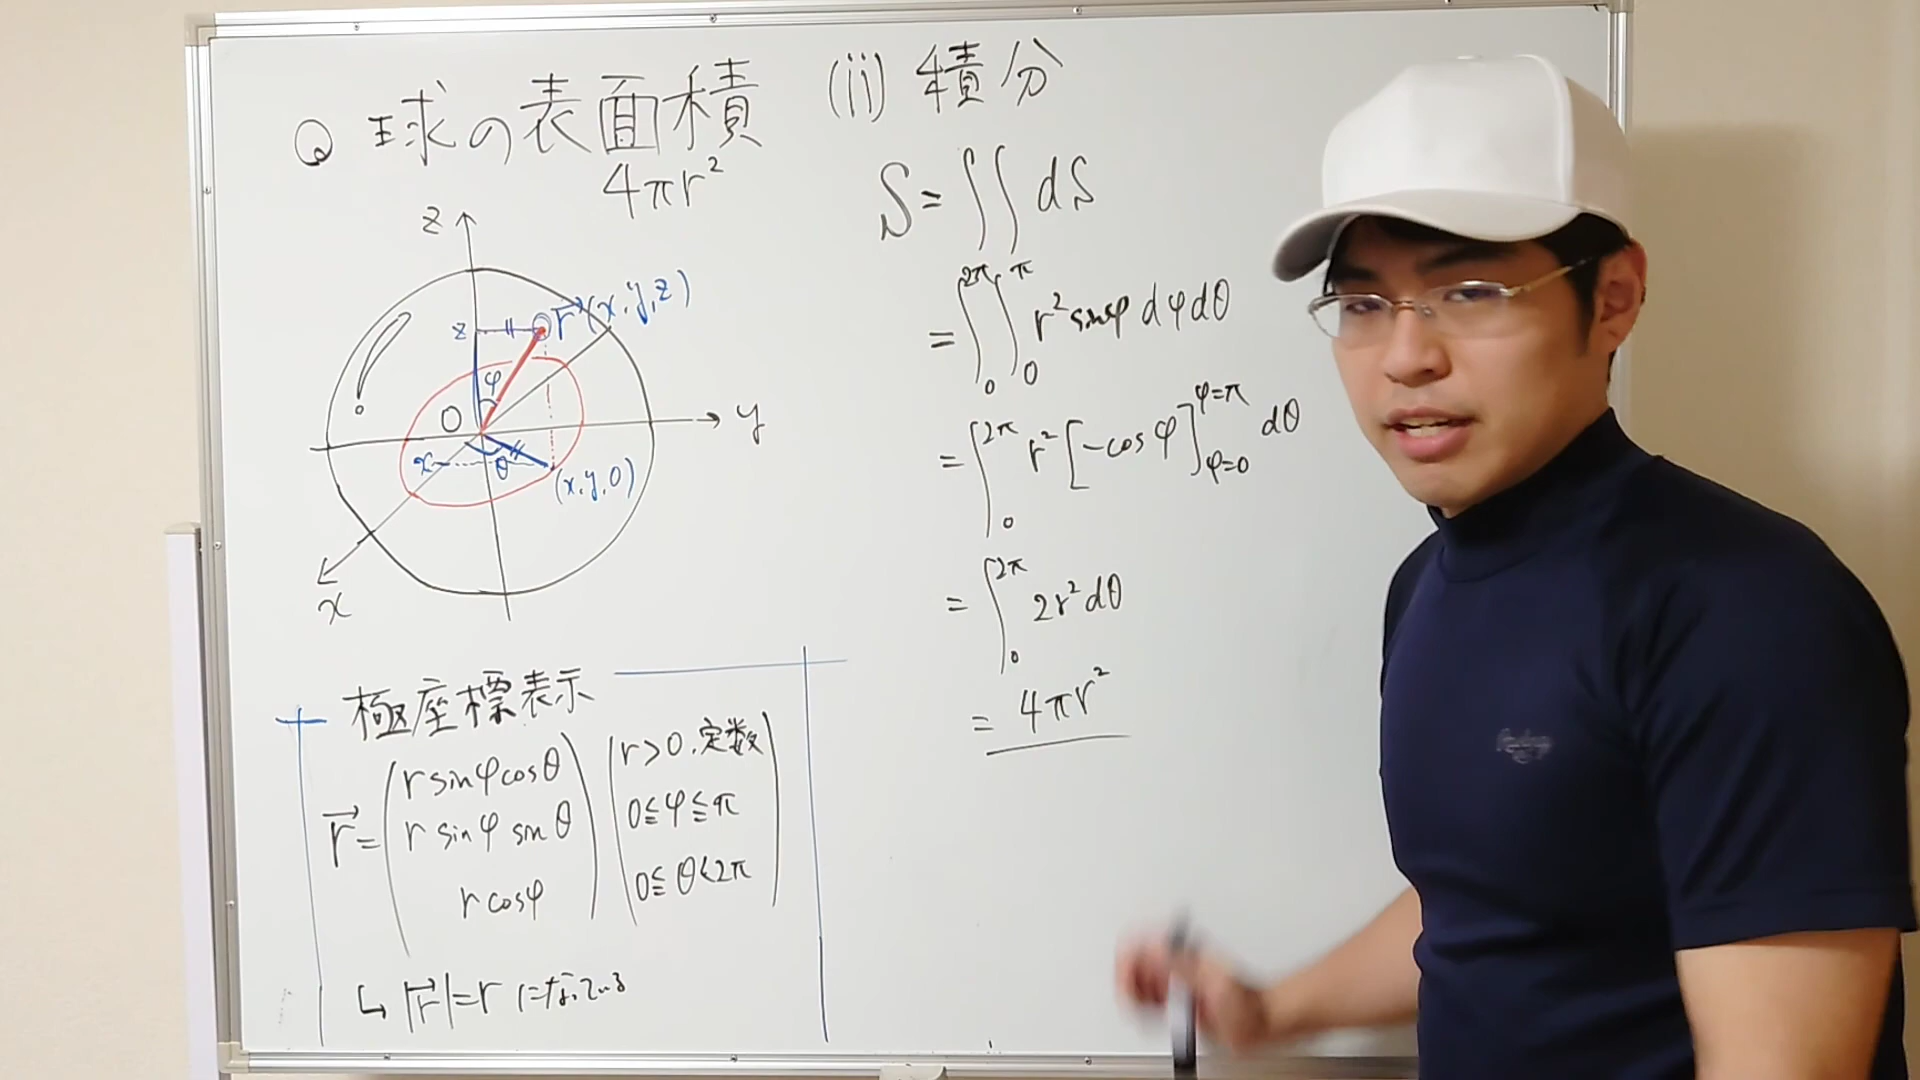 Q 球の表面積
4πr²
z
z
r⃗(x,y,z)
φ
O
y
x
θ
(x,y,0)
x
極座標表示
r⃗=(r sinφcosθ
r sinφ sinθ
r cosφ)
(r>0, 定数
0≦φ≦π
0≦θ<2π)
↳ |r⃗|=r になっている
(ii) 積分
S=∬dS
=∫₀^2π ∫₀^π r² sinφ dφdθ
=∫₀^2π r²[-cosφ]_φ=0^φ=π dθ
=∫₀^2π 2r²dθ
=4πr²